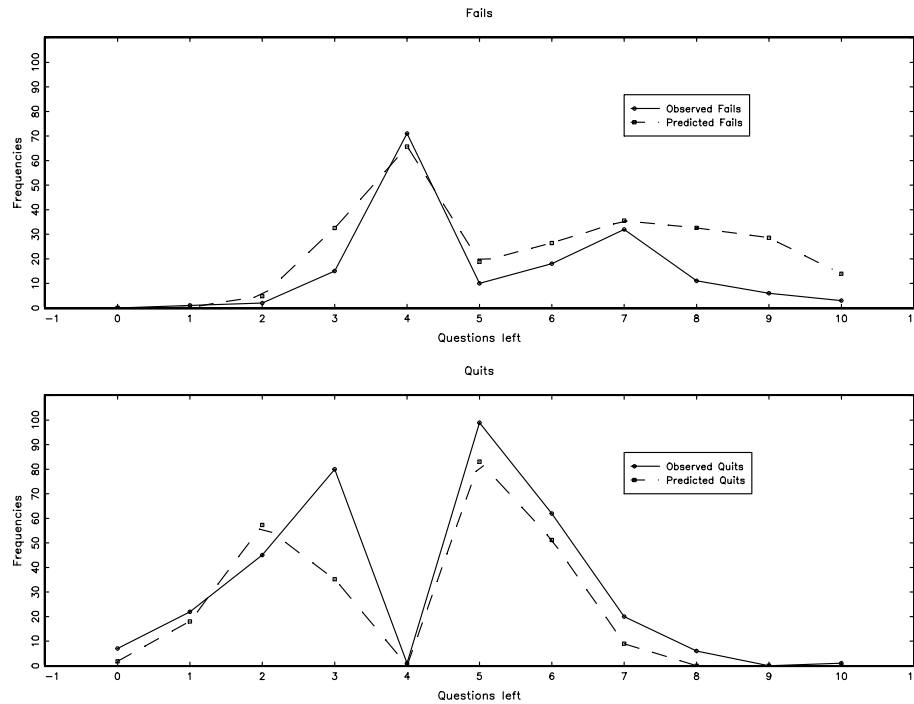 Fails
Frequencies
100
90
80
70
60
50
40
30
20
10
0
Observed Fails
Predicted Fails
−1 0 1 2 3 4 5 6 7 8 9 10 1
Questions left
Quits
Frequencies
100
90
80
70
60
50
40
30
20
10
0
Observed Quits
Predicted Quits
−1 0 1 2 3 4 5 6 7 8 9 10 1
Questions left